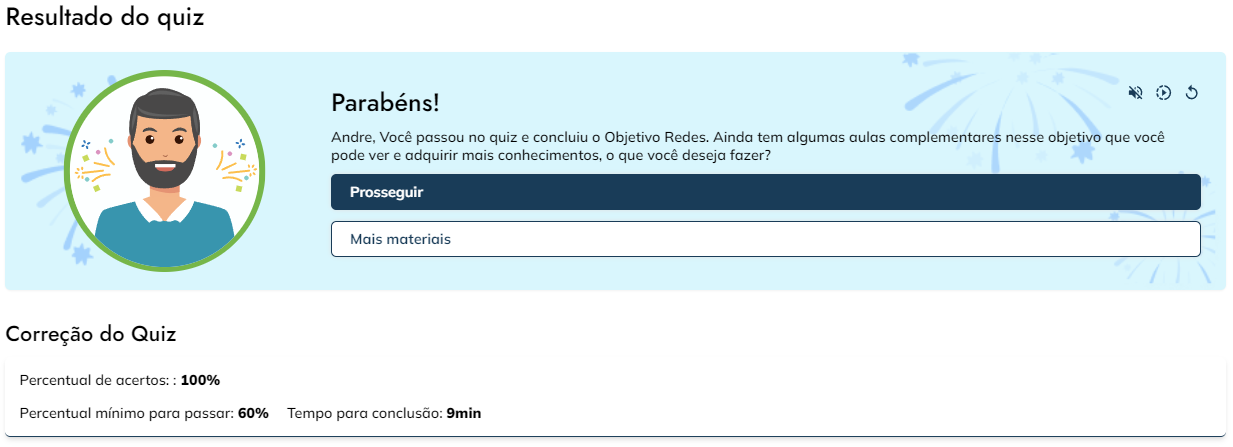 Resultado do quiz
Parabéns!
Andre, Você passou no quiz e concluiu o Objetivo Redes. Ainda tem algumas aulas complementares nesse objetivo que você
pode ver e adquirir mais conhecimentos, o que você deseja fazer?
Prosseguir
Mais materiais
Correção do Quiz
Percentual de acertos: : 100%
Percentual mínimo para passar: 60% Tempo para conclusão: 9min